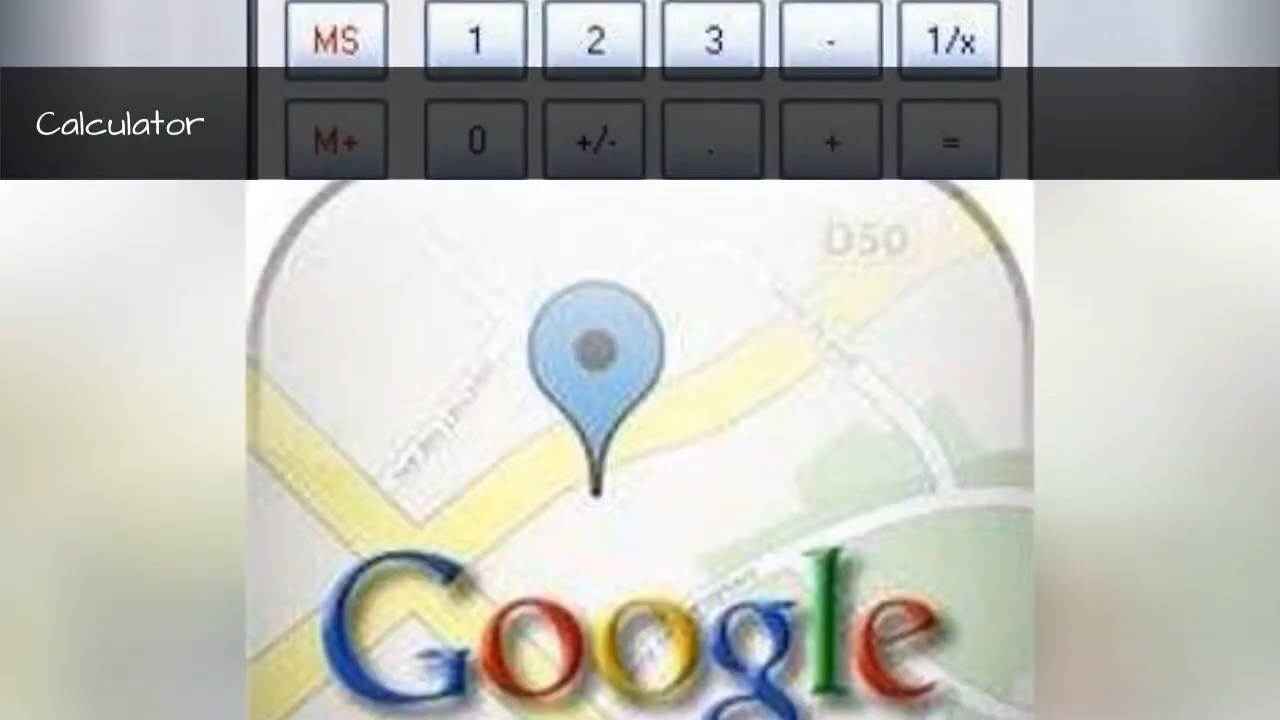 MS 1 2 3 - 1/x
Calculator M+ 0 +/- . + =
D50
Google